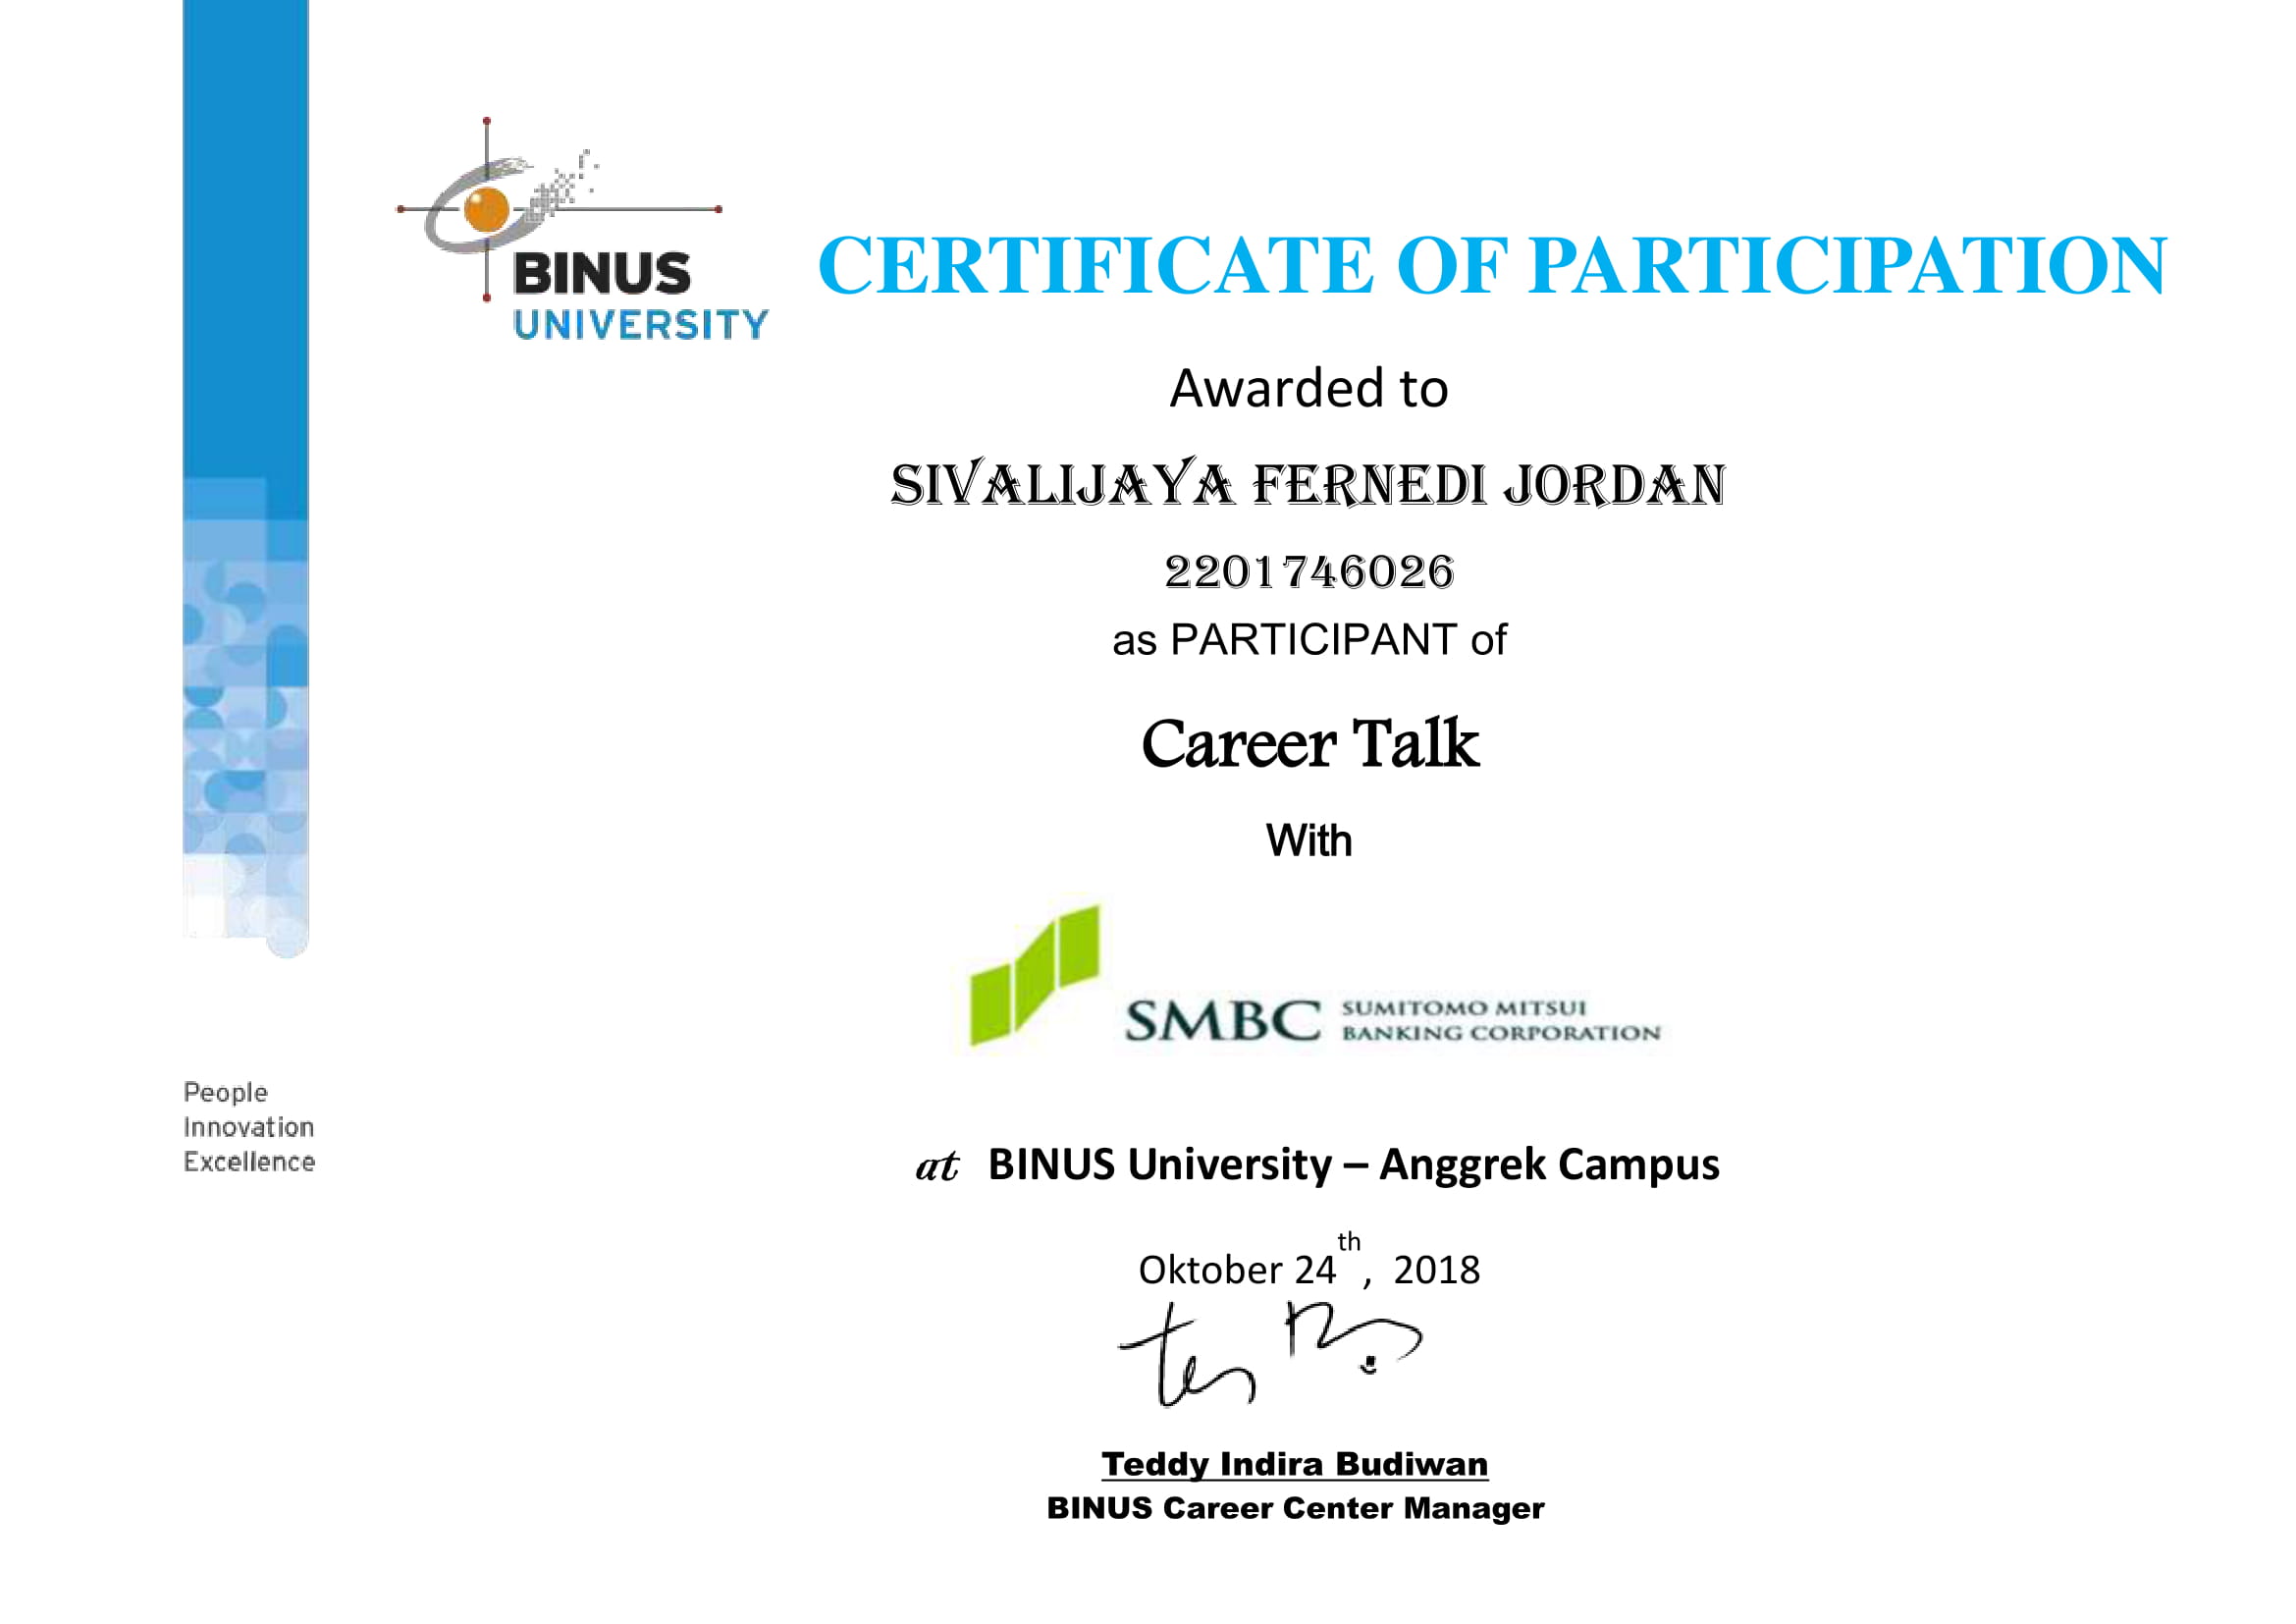 BINUS
UNIVERSITY
CERTIFICATE OF PARTICIPATION
Awarded to
SIVALIJAYA FERNEDI JORDAN
2201746026
as PARTICIPANT of
Career Talk
With
SMBC SUMITOMO MITSUI
BANKING CORPORATION
People
Innovation
Excellence
at BINUS University – Anggrek Campus
Oktober 24th, 2018
Teddy Indira Budiwan
BINUS Career Center Manager